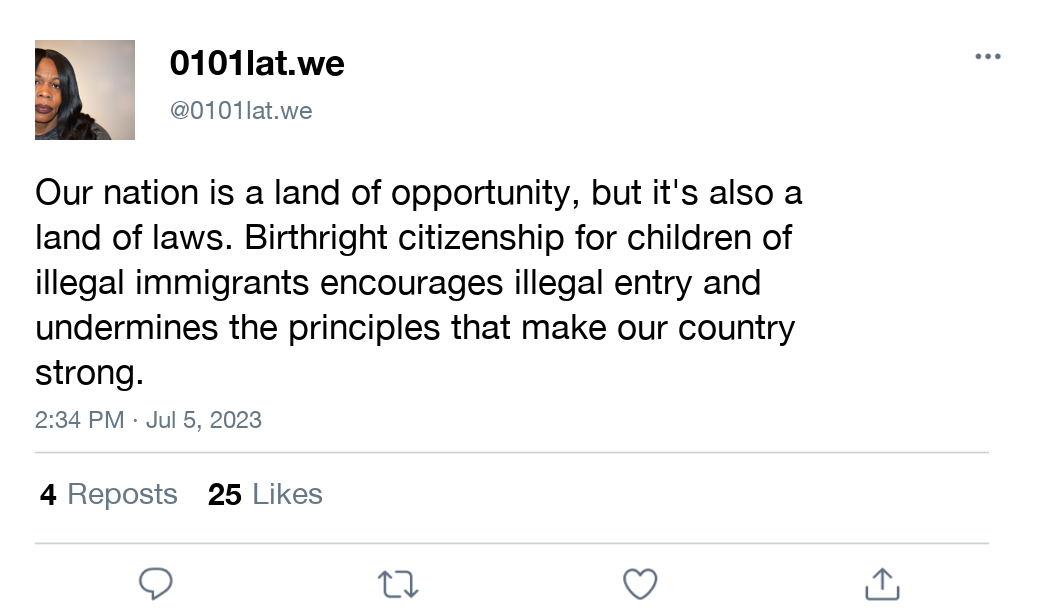 0101lat.we
@0101lat.we
Our nation is a land of opportunity, but it's also a
land of laws. Birthright citizenship for children of
illegal immigrants encourages illegal entry and
undermines the principles that make our country
strong.
2:34 PM · Jul 5, 2023
4 Reposts 25 Likes